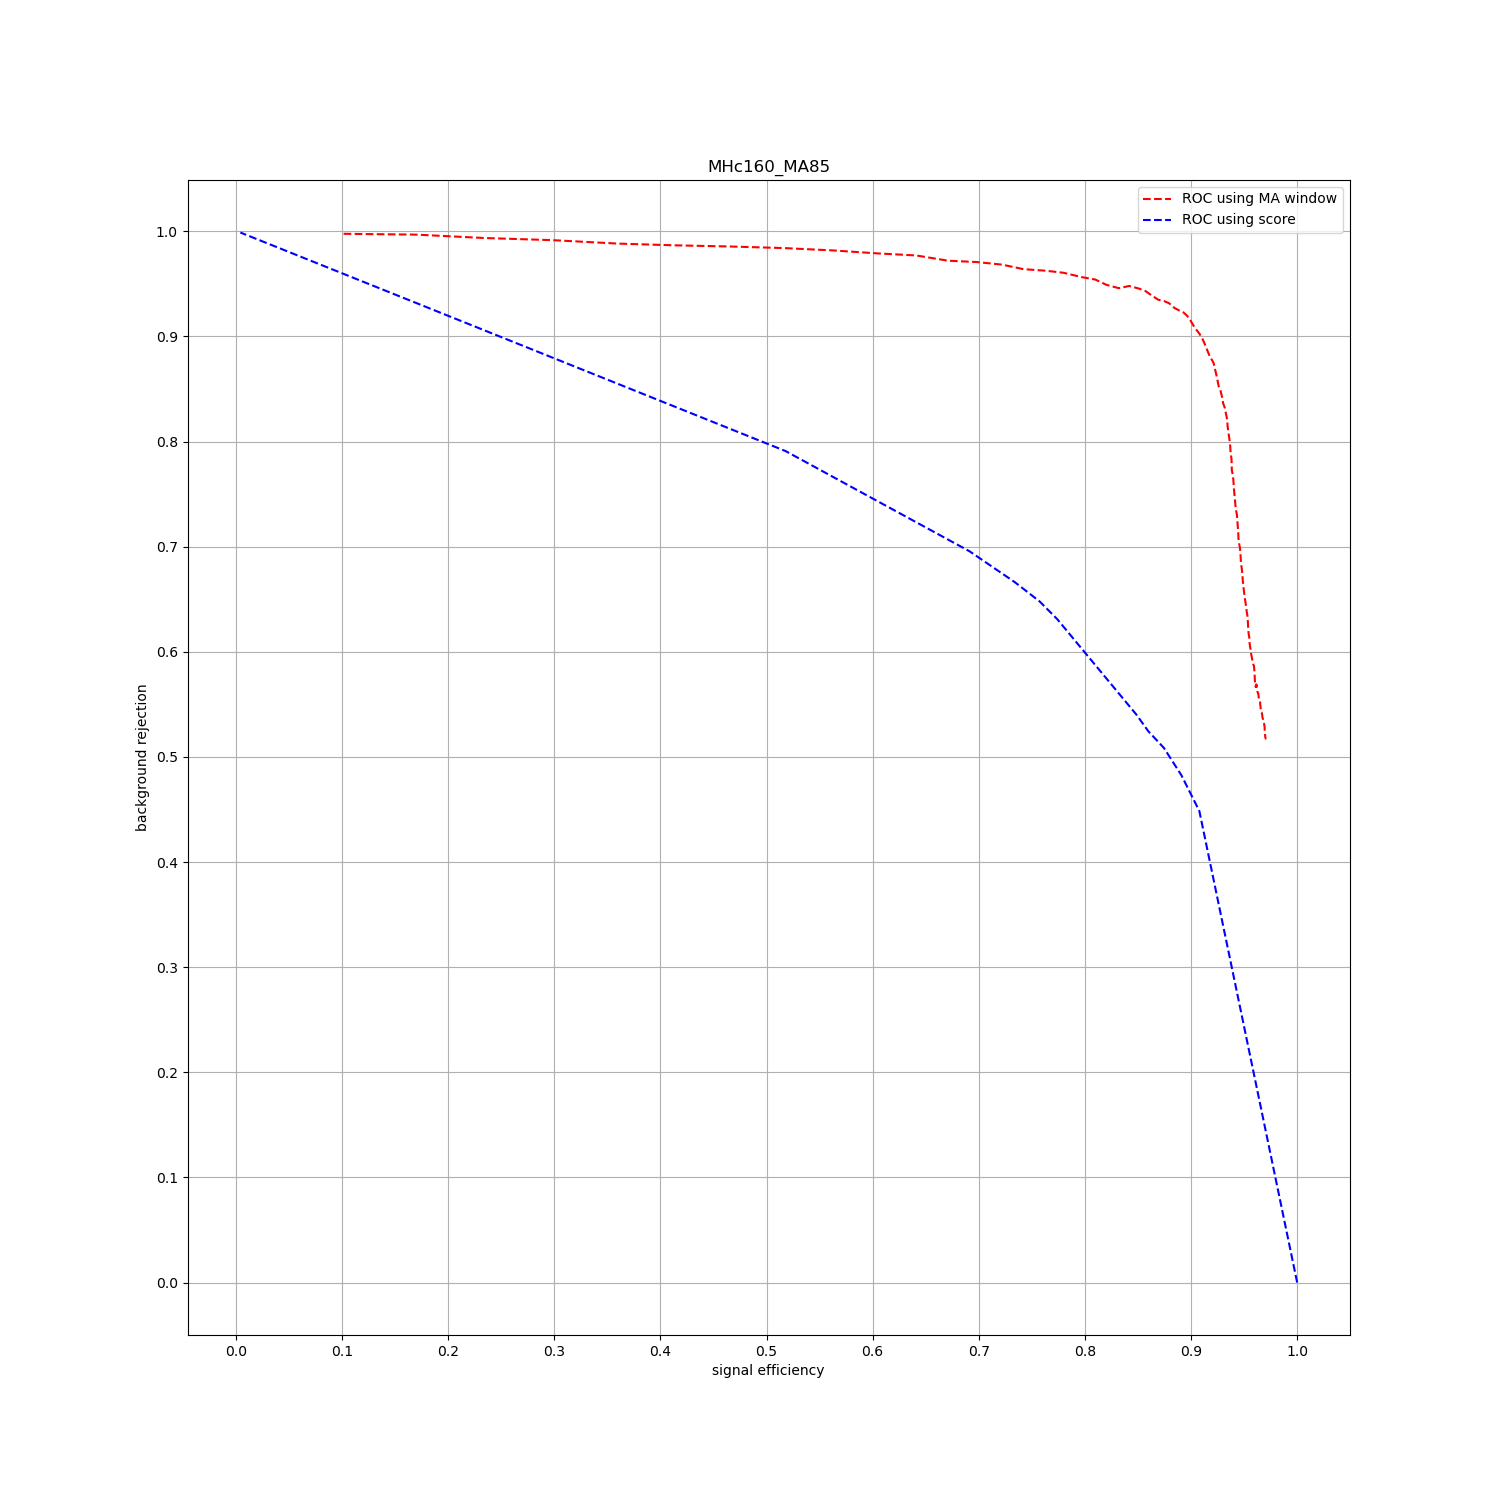 MHc160_MA85
ROC using MA window
ROC using score
1.0
0.9
0.8
0.7
0.6
0.5
0.4
0.3
0.2
0.1
0.0
background rejection
0.0 0.1 0.2 0.3 0.4 0.5 0.6 0.7 0.8 0.9 1.0
signal efficiency